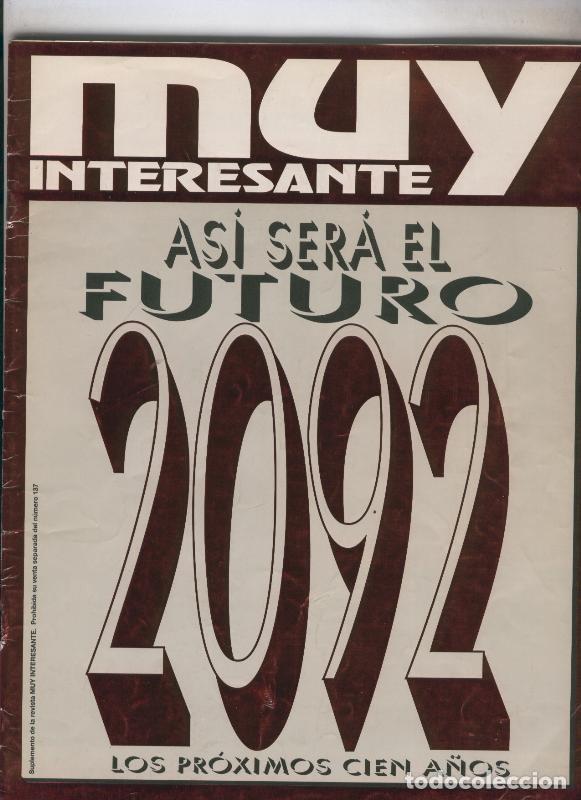 muy
INTERESANTE
ASÍ SERÁ EL
FUTURO
2092
LOS PRÓXIMOS CIEN AÑOS
Suplemento de la revista MUY INTERESANTE. Prohibida su venta separada del número 137
todocoleccion